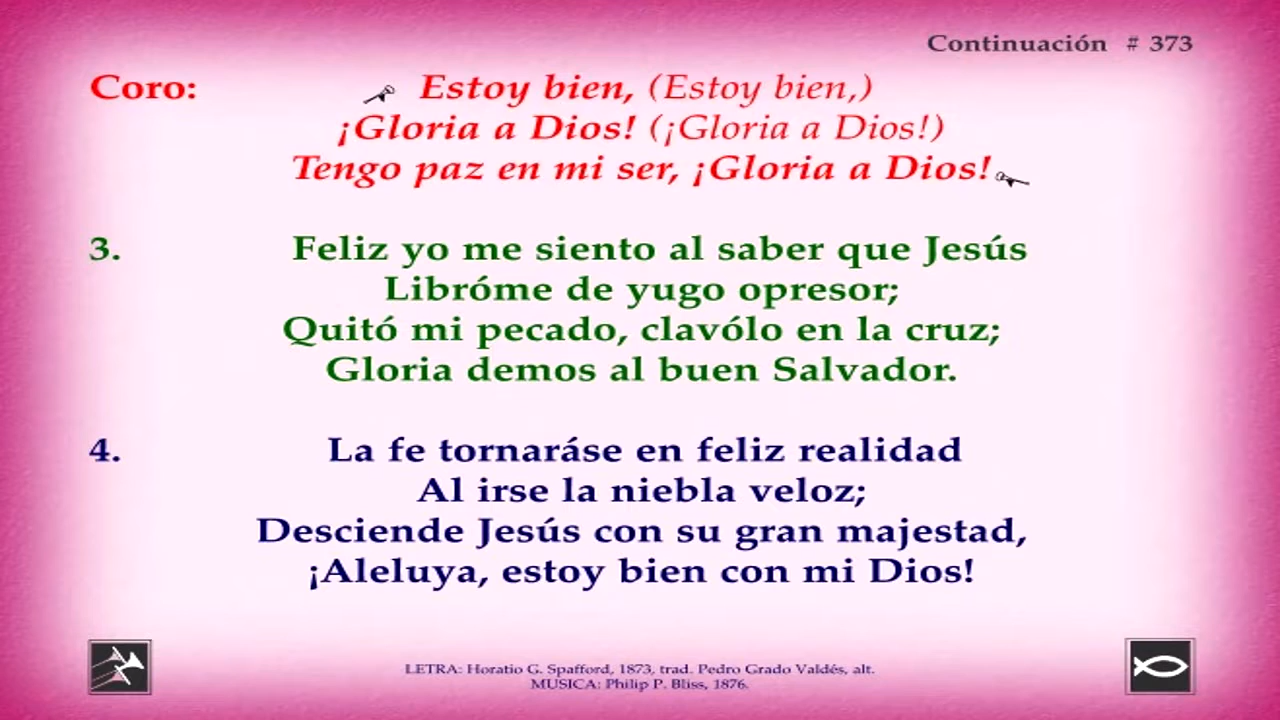 Continuación # 373
Coro: Estoy bien, (Estoy bien,)
¡Gloria a Dios! (¡Gloria a Dios!)
Tengo paz en mi ser, ¡Gloria a Dios!
3. Feliz yo me siento al saber que Jesús
Libróme de yugo opresor;
Quitó mi pecado, clavólo en la cruz;
Gloria demos al buen Salvador.
4. La fe tornaráse en feliz realidad
Al irse la niebla veloz;
Desciende Jesús con su gran majestad,
¡Aleluya, estoy bien con mi Dios!
LETRA: Horatio G. Spafford, 1873, trad. Pedro Grado Valdés, alt.
MUSICA: Philip P. Bliss, 1876.